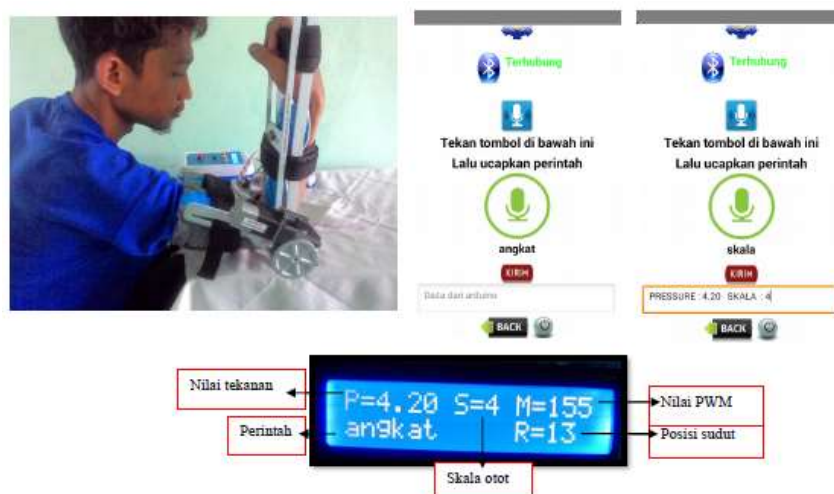 Terhubung
Tekan tombol di bawah ini
Lalu ucapkan perintah
angkat
KIRIM
Data dari arduino
BACK
Terhubung
Tekan tombol di bawah ini
Lalu ucapkan perintah
skala
KIRIM
PRESSURE : 4.20 SKALA : 4
BACK
Nilai tekanan
Perintah
P=4.20 S=4 M=155
angkat R=13
Nilai PWM
Posisi sudut
Skala otot